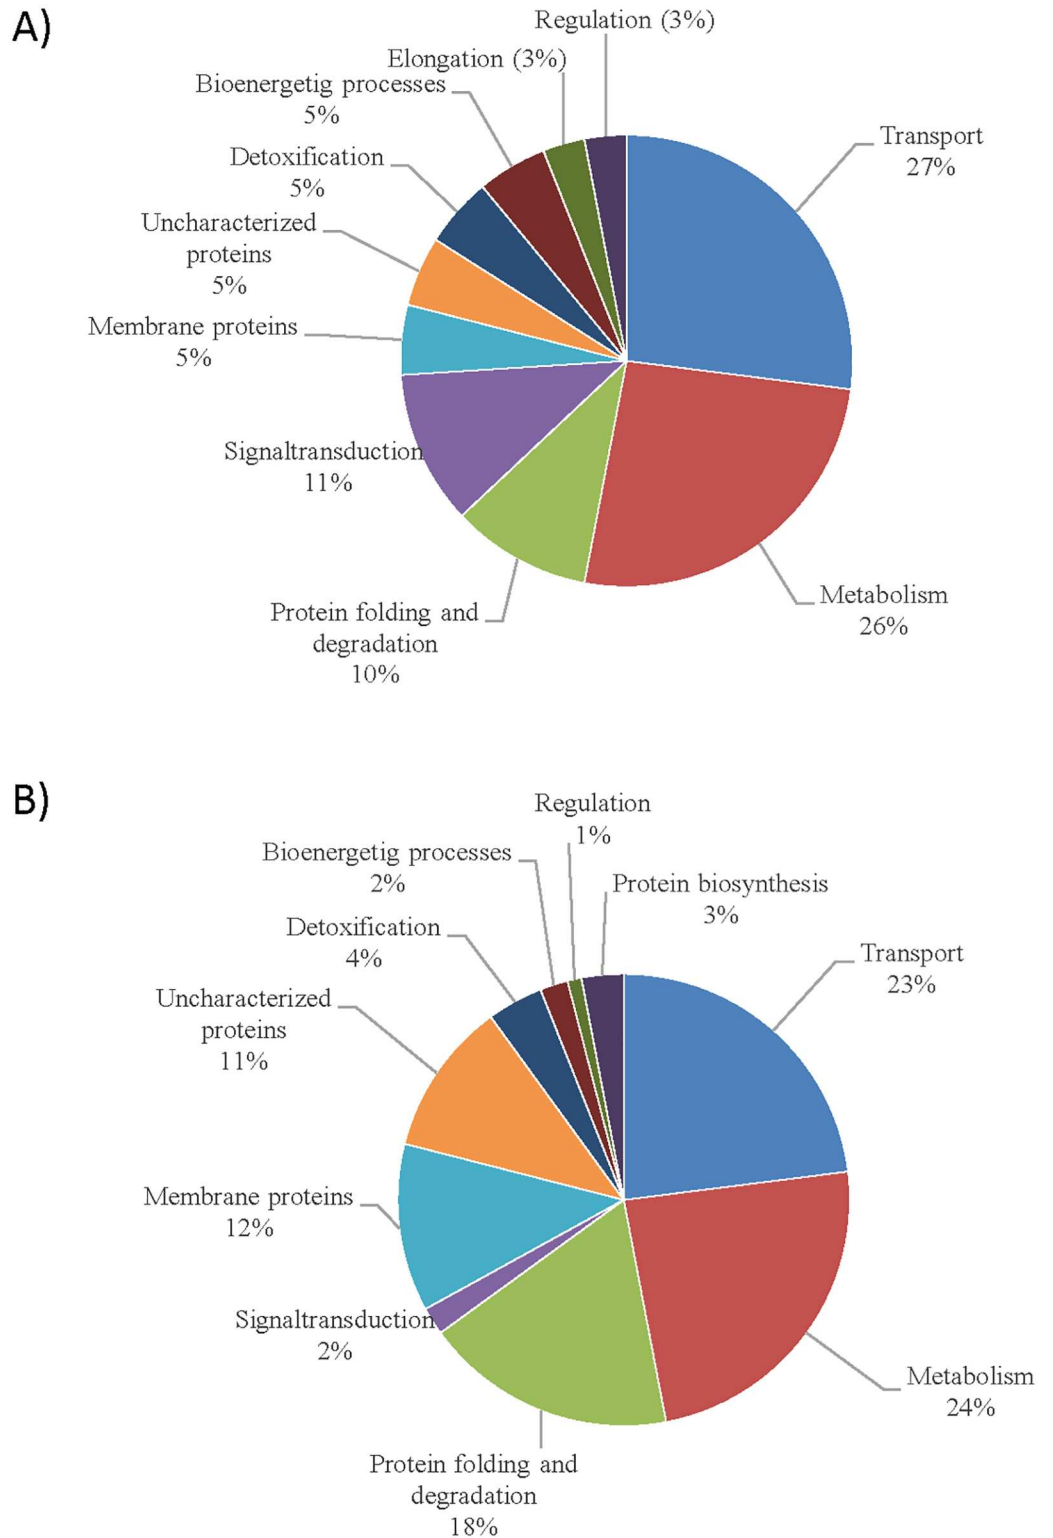 A)
Regulation (3%)
Elongation (3%)
Bioenergetig processes
5%
Detoxification
5%
Uncharacterized
proteins
5%
Membrane proteins
5%
Signaltransduction
11%
Protein folding and
degradation
10%
Transport
27%
Metabolism
26%
B)
Regulation
1%
Bioenergetig processes
2%
Protein biosynthesis
3%
Detoxification
4%
Uncharacterized
proteins
11%
Membrane proteins
12%
Signaltransduction
2%
Protein folding and
degradation
18%
Transport
23%
Metabolism
24%